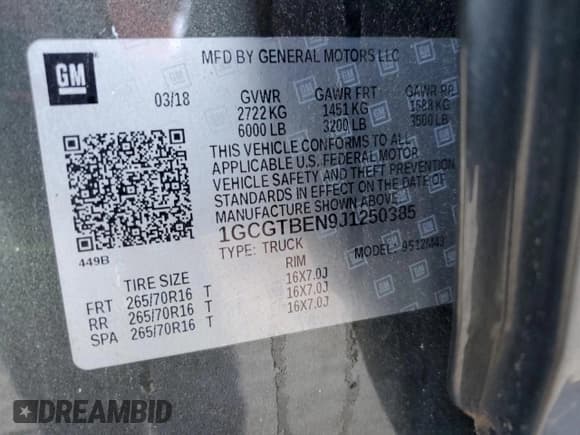 GM
MFD BY GENERAL MOTORS LLC
03/18 GVWR GAWR FRT GAWR RR
2722 KG 1451 KG 1588 KG
6000 LB 3200 LB 3500 LB
THIS VEHICLE CONFORMS TO ALL
APPLICABLE U.S. FEDERAL MOTOR
VEHICLE SAFETY AND THEFT PREVENTION
STANDARDS IN EFFECT ON THE DATE OF
MANUFACTURE SHOWN ABOVE.
1GCGTBEN9J1250385
449B TYPE: TRUCK MODEL: 9512M43
TIRE SIZE RIM
FRT 265/70R16 T 16X7.0J
RR 265/70R16 T 16X7.0J
SPA 265/70R16 T 16X7.0J
DREAMBID